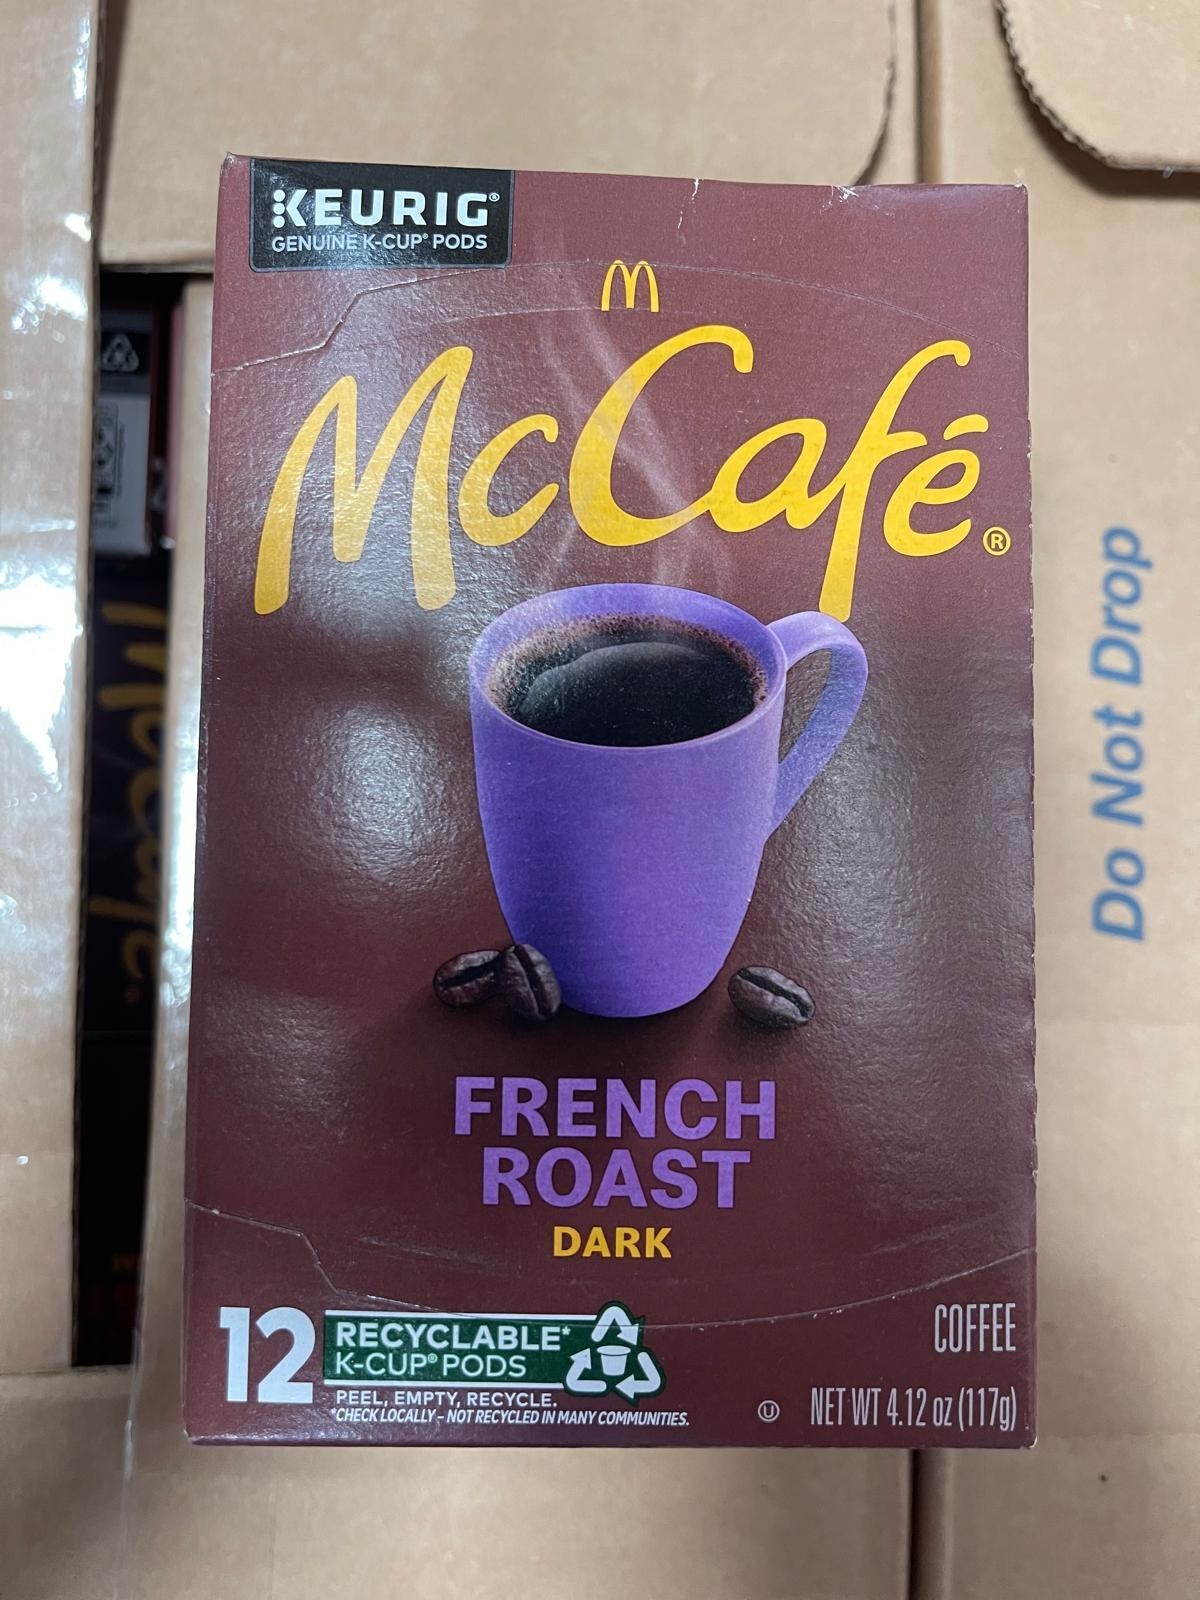 KEURIG®
GENUINE K-CUP® PODS
McCafé®
FRENCH
ROAST
DARK
12
RECYCLABLE*
K-CUP® PODS
PEEL, EMPTY, RECYCLE.
*CHECK LOCALLY – NOT RECYCLED IN MANY COMMUNITIES.
COFFEE
U
NET WT 4.12 oz (117g)
Do Not Drop
McCafé®